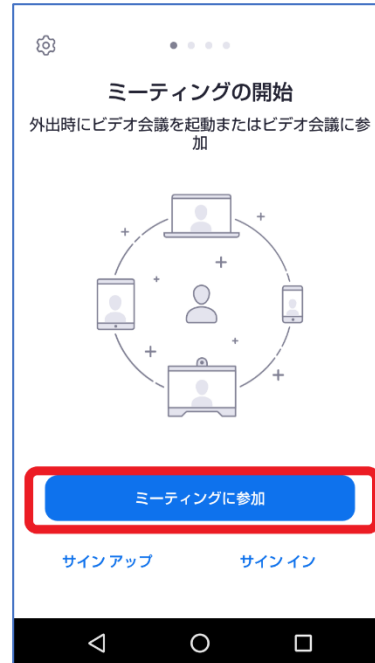 ミーティングの開始
外出時にビデオ会議を起動またはビデオ会議に参
加
ミーティングに参加
サイン アップ
サイン イン